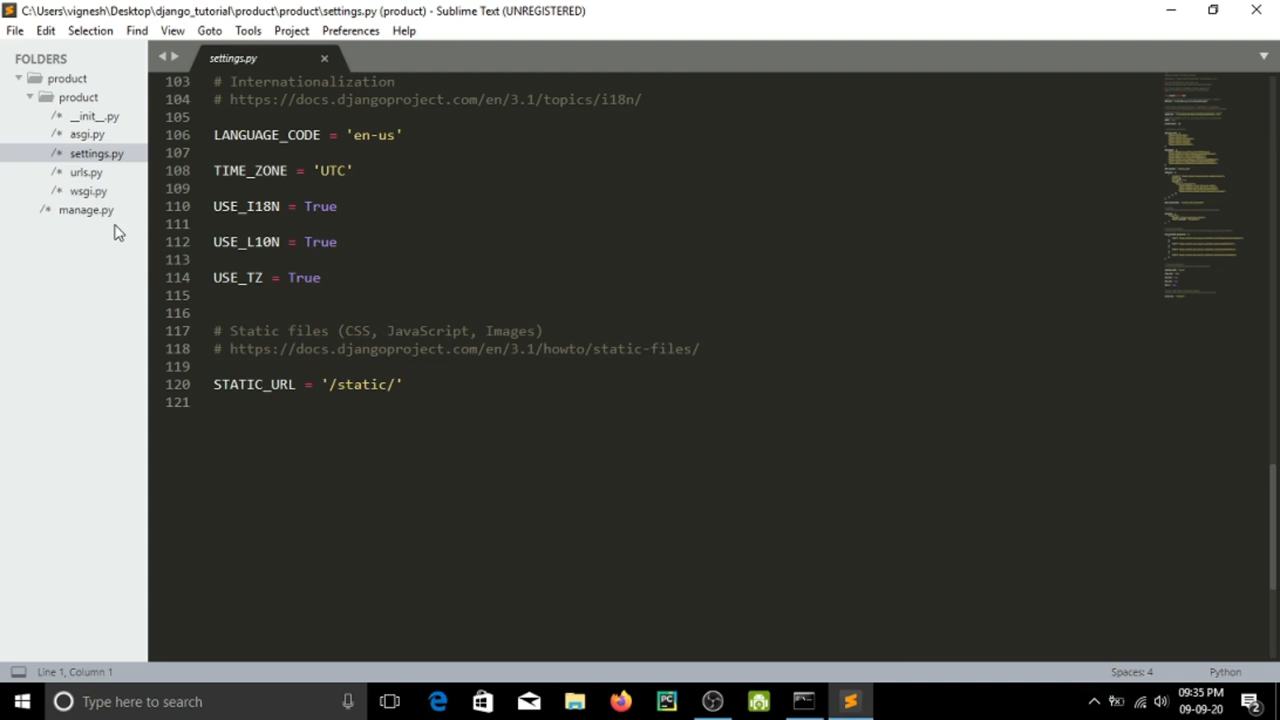 C:\Users\vignesh\Desktop\django_tutorial\product\product\settings.py (product) - Sublime Text (UNREGISTERED)
File Edit Selection Find View Goto Tools Project Preferences Help
FOLDERS
product
product
/* __init__.py
/* asgi.py
/* settings.py
/* urls.py
/* wsgi.py
/* manage.py
settings.py
103 # Internationalization
104 # https://docs.djangoproject.com/en/3.1/topics/i18n/
105
106 LANGUAGE_CODE = 'en-us'
107
108 TIME_ZONE = 'UTC'
109
110 USE_I18N = True
111
112 USE_L10N = True
113
114 USE_TZ = True
115
116
117 # Static files (CSS, JavaScript, Images)
118 # https://docs.djangoproject.com/en/3.1/howto/static-files/
119
120 STATIC_URL = '/static/'
121
Line 1, Column 1
Spaces: 4
Python
Type here to search
09:35 PM
09-09-20
2